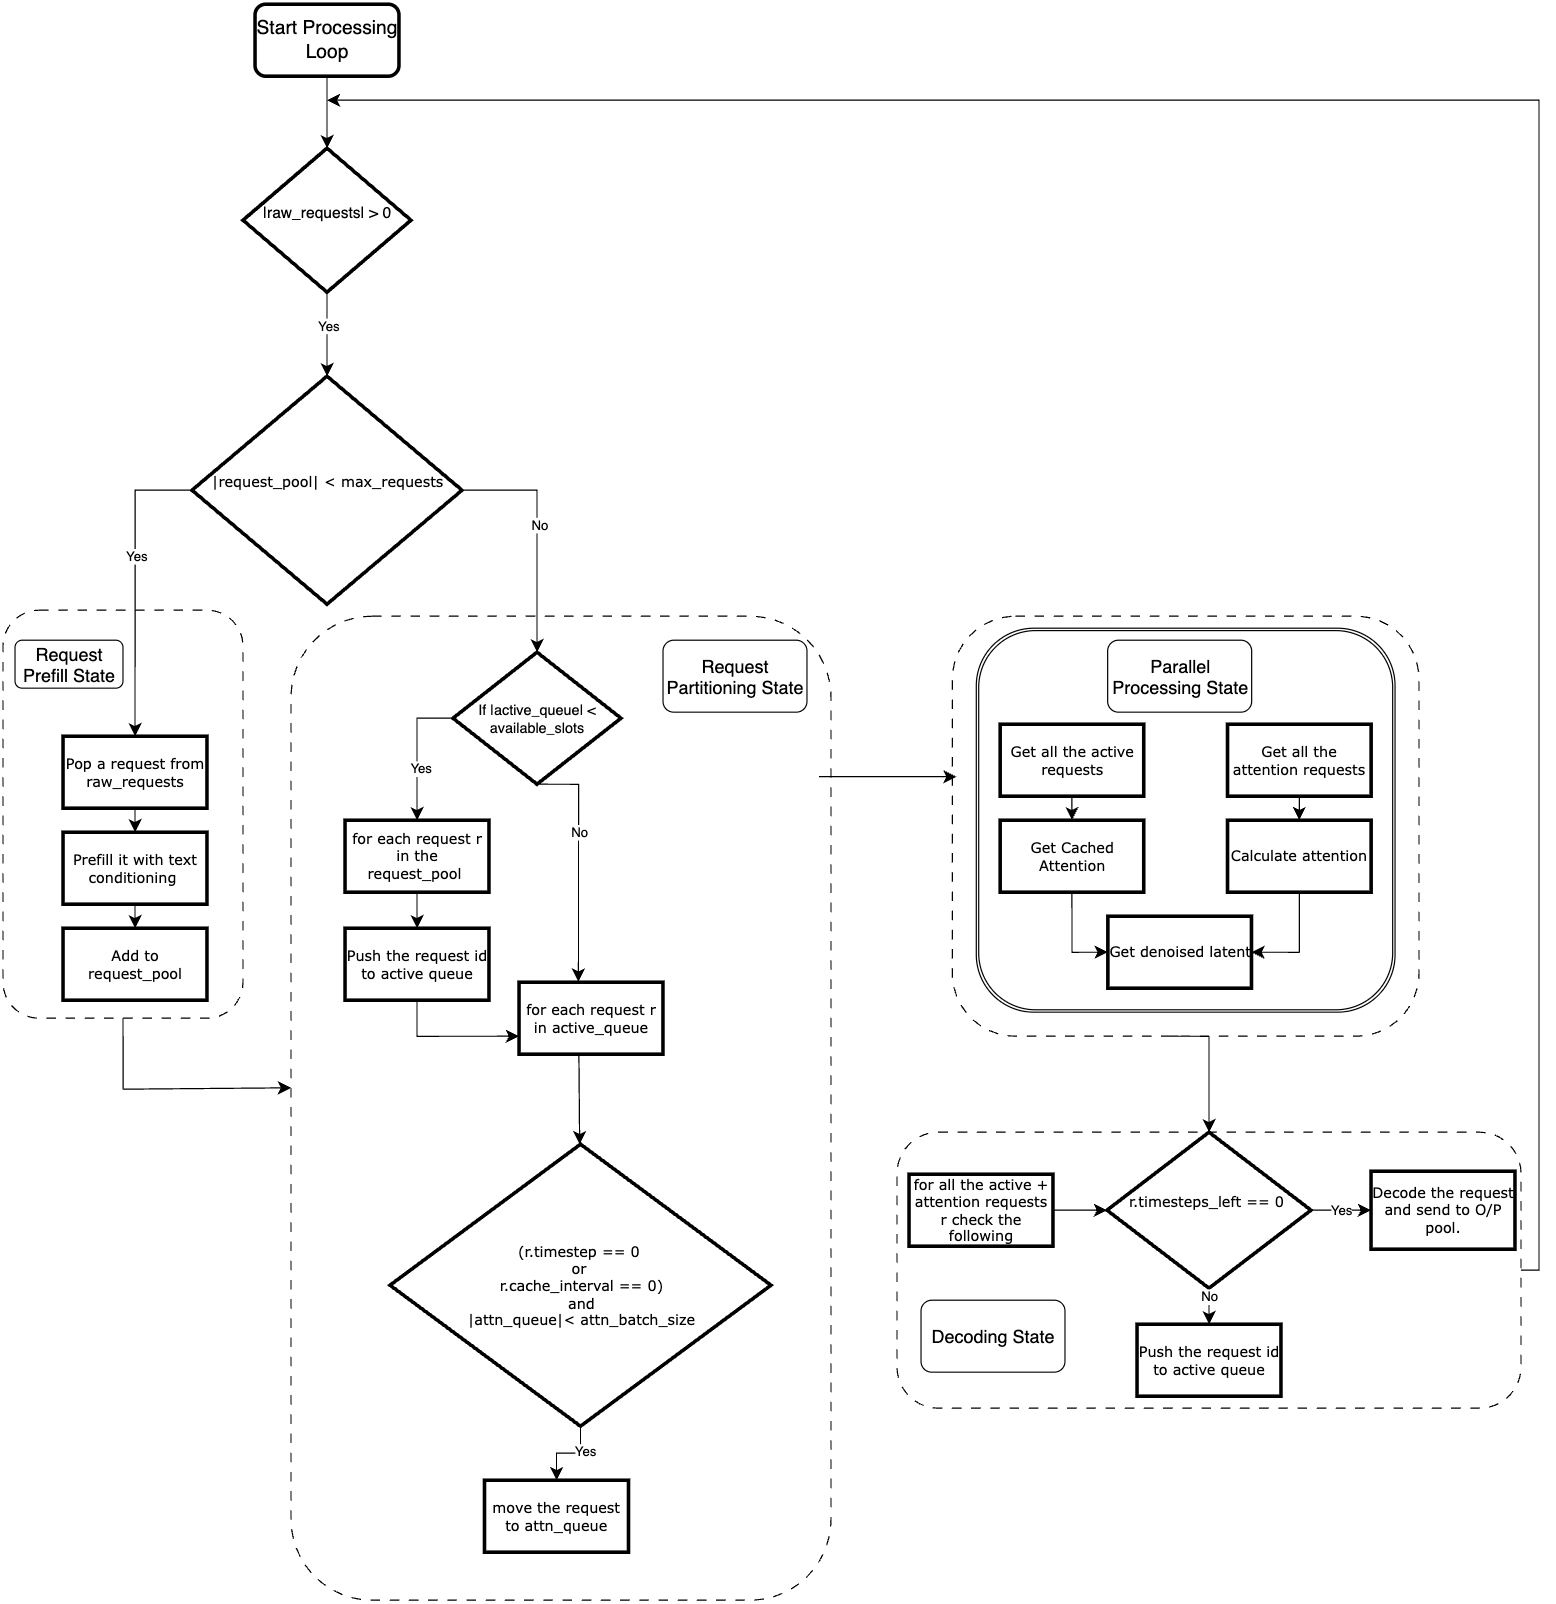 Start Processing
Loop
|raw_requests| > 0
Yes
|request_pool| < max_requests
Yes
No
Request
Prefill State
Pop a request from
raw_requests
Prefill it with text
conditioning
Add to
request_pool
Request
Partitioning State
If |active_queue| <
available_slots
Yes
No
for each request r
in the
request_pool
Push the request id
to active queue
for each request r
in active_queue
(r.timestep == 0
or
r.cache_interval == 0)
and
|attn_queue|< attn_batch_size
Yes
move the request
to attn_queue
Parallel
Processing State
Get all the active
requests
Get all the
attention requests
Get Cached
Attention
Calculate attention
Get denoised latent
for all the active +
attention requests
r check the
following
r.timesteps_left == 0
Yes
Decode the request
and send to O/P
pool.
No
Decoding State
Push the request id
to active queue